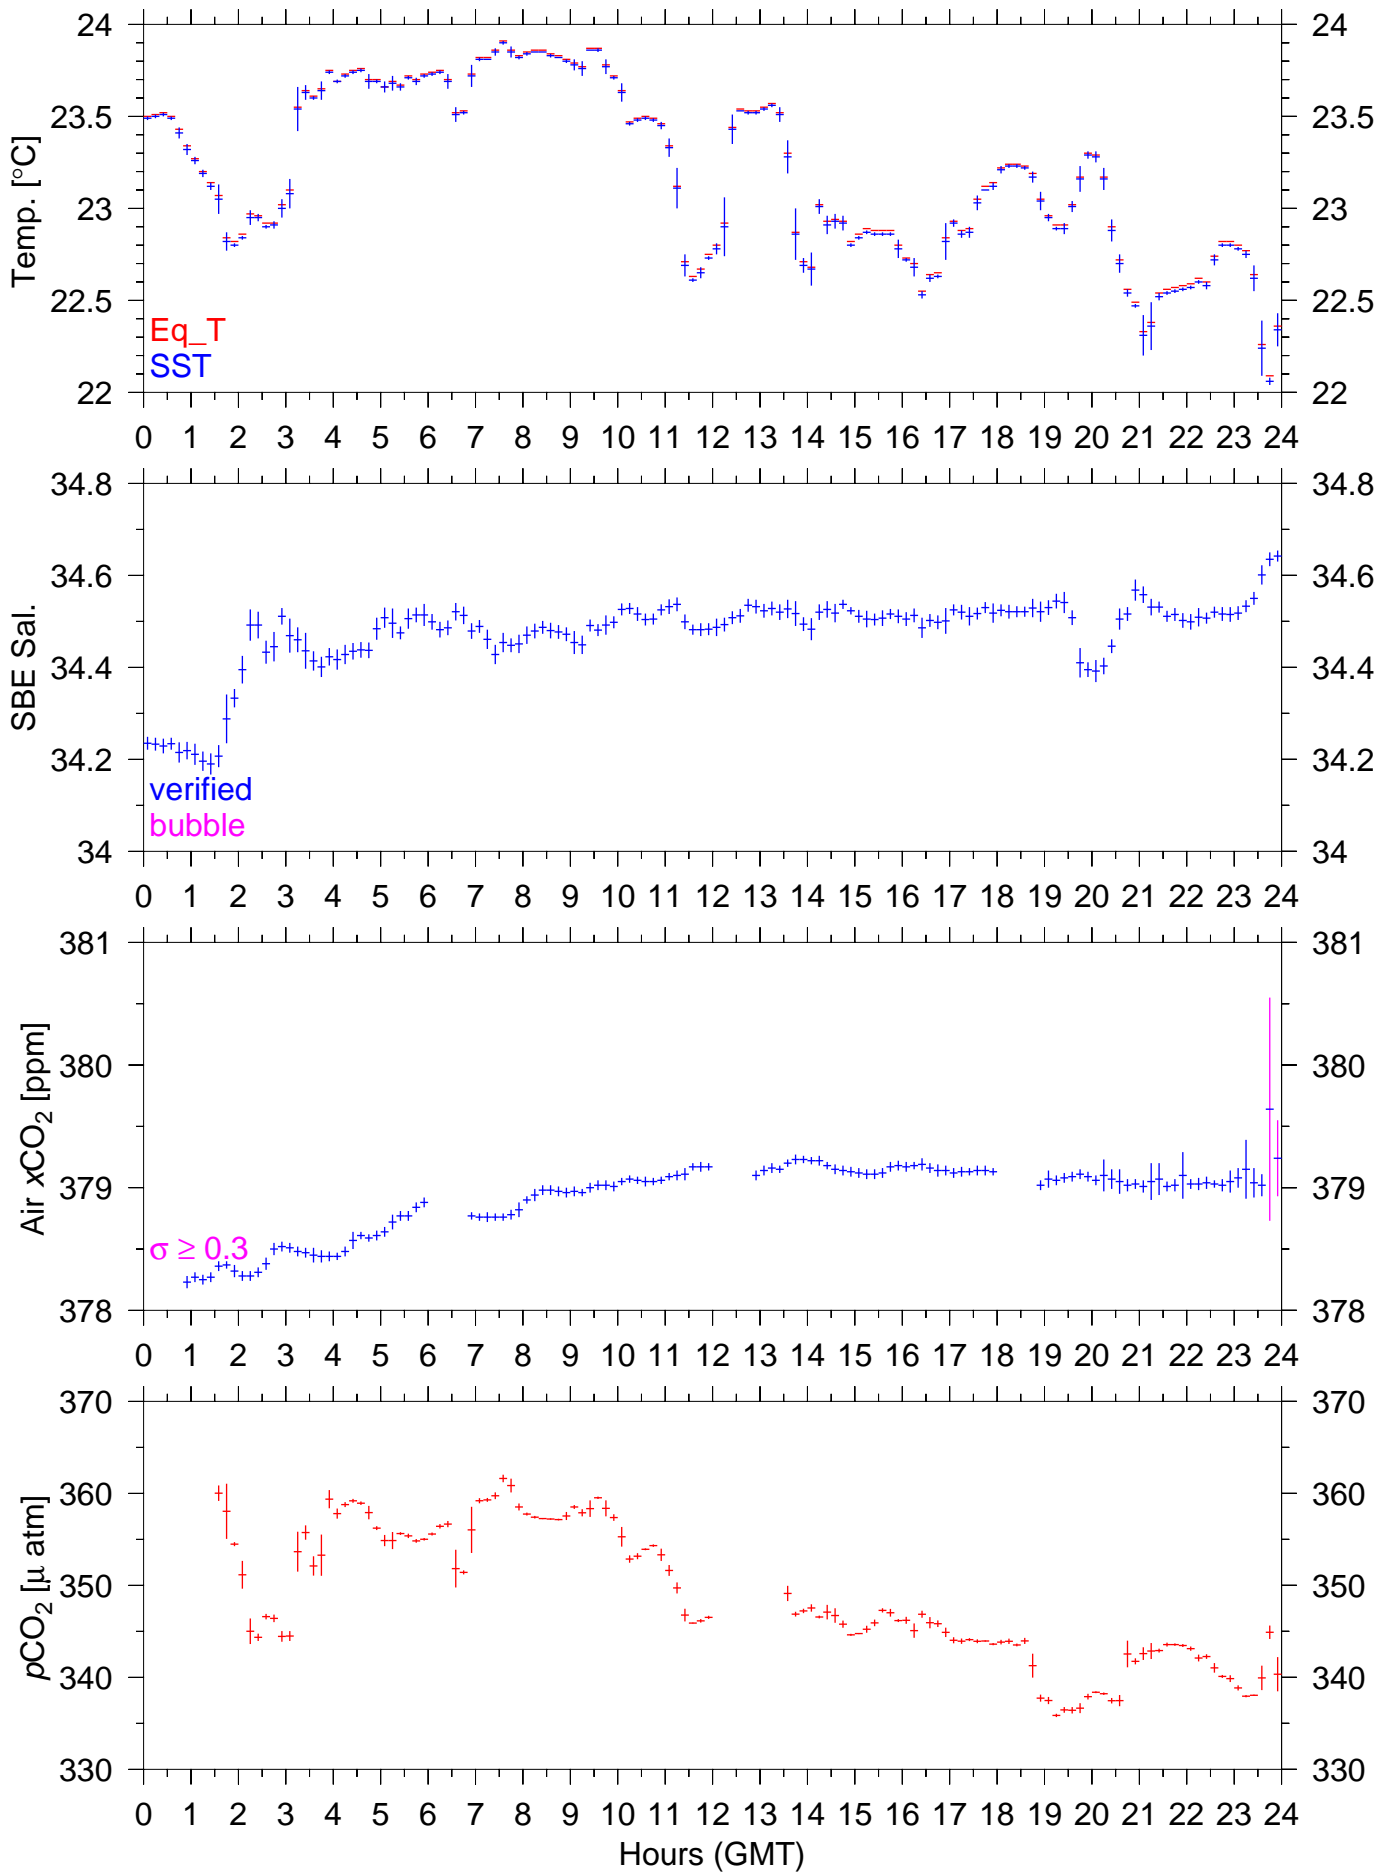 24 24
23.5 23.5
23 23
22.5 22.5
22 22
Temp. [°C]
Eq_T
SST
0 1 2 3 4 5 6 7 8 9 10 11 12 13 14 15 16 17 18 19 20 21 22 23 24
34.8 34.8
34.6 34.6
34.4 34.4
34.2 34.2
34 34
SBE Sal.
verified
bubble
0 1 2 3 4 5 6 7 8 9 10 11 12 13 14 15 16 17 18 19 20 21 22 23 24
381 381
380 380
379 379
378 378
Air xCO₂ [ppm]
σ ≥ 0.3
0 1 2 3 4 5 6 7 8 9 10 11 12 13 14 15 16 17 18 19 20 21 22 23 24
370 370
360 360
350 350
340 340
330 330
pCO₂ [μ atm]
0 1 2 3 4 5 6 7 8 9 10 11 12 13 14 15 16 17 18 19 20 21 22 23 24
Hours (GMT)